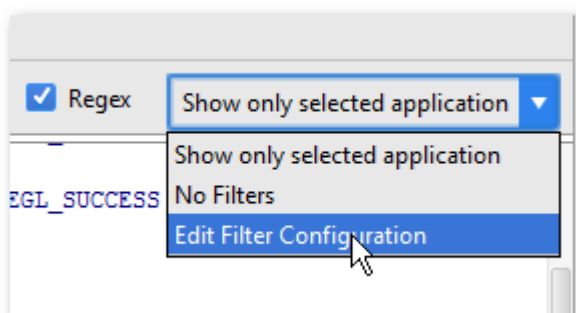 Regex
Show only selected application
Show only selected application
EGL_SUCCESS
No Filters
Edit Filter Configuration